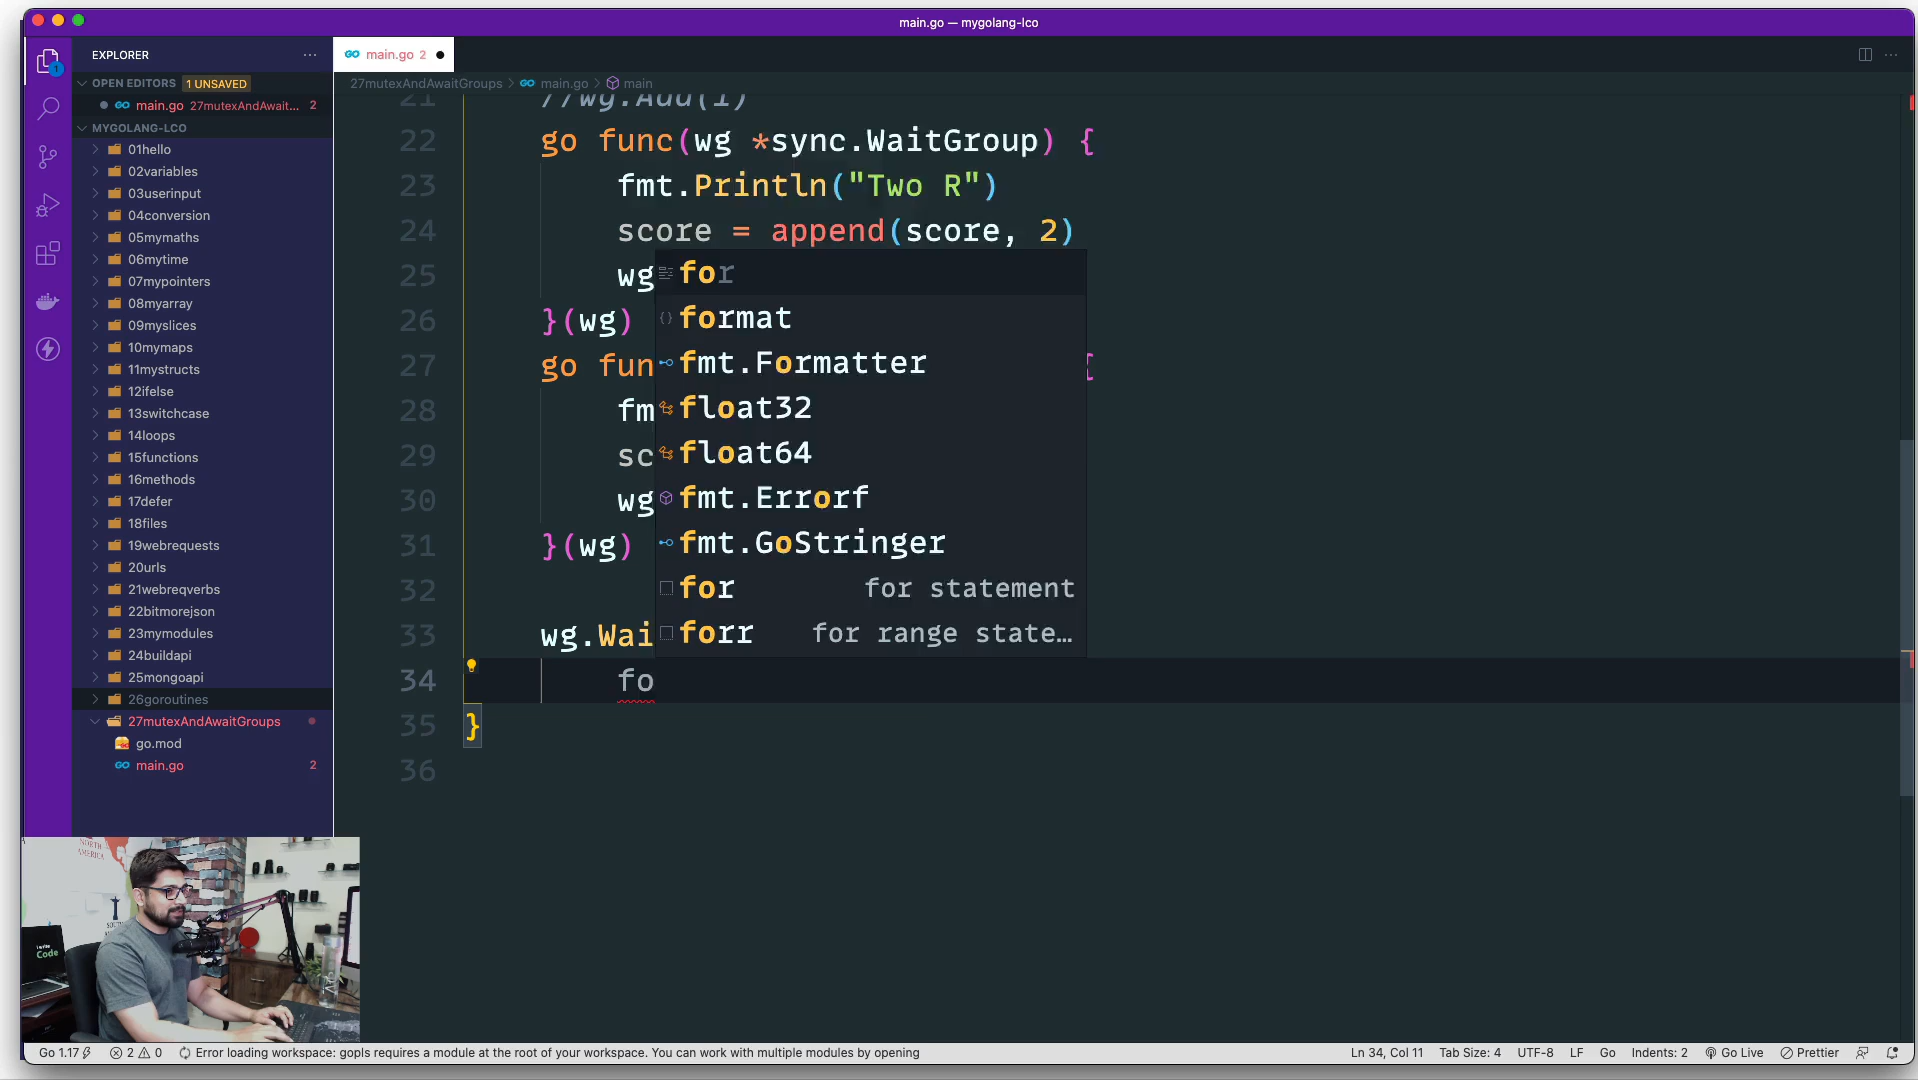 main.go — mygolang-lco
EXPLORER
OPEN EDITORS 1 UNSAVED
main.go 27mutexAndAwait... 2
MYGOLANG-LCO
01hello
02variables
03userinput
04conversion
05mymaths
06mytime
07mypointers
08myarray
09myslices
10mymaps
11mystructs
12ifelse
13switchcase
14loops
15functions
16methods
17defer
18files
19webrequests
20urls
21webreqverbs
22bitmorejson
23mymodules
24buildapi
25mongoapi
26goroutines
27mutexAndAwaitGroups
go.mod
main.go 2
main.go 2
27mutexAndAwaitGroups > main.go > main
21 //wg.Add(1)
22 go func(wg *sync.WaitGroup) {
23 fmt.Println("Two R")
24 score = append(score, 2)
25 wg
26 }(wg)
27 go fun {
28 fm
29 sc
30 wg
31 }(wg)
32
33 wg.Wai
34 fo
35 }
36
for
format
fmt.Formatter
float32
float64
fmt.Errorf
fmt.GoStringer
for for statement
forr for range state…
NORTH
AMERICA
Code
Go 1.17 2 0 Error loading workspace: gopls requires a module at the root of your workspace. You can work with multiple modules by opening
Ln 34, Col 11 Tab Size: 4 UTF-8 LF Go Indents: 2 Go Live Prettier